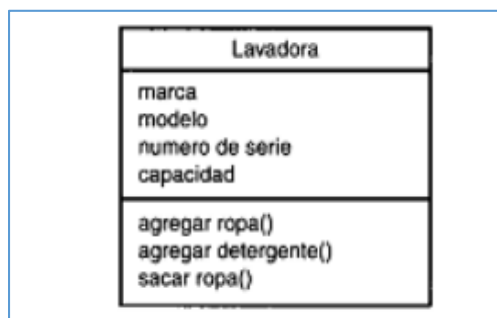 Lavadora
marca
modelo
numero de serie
capacidad
agregar ropa()
agregar detergente()
sacar ropa()